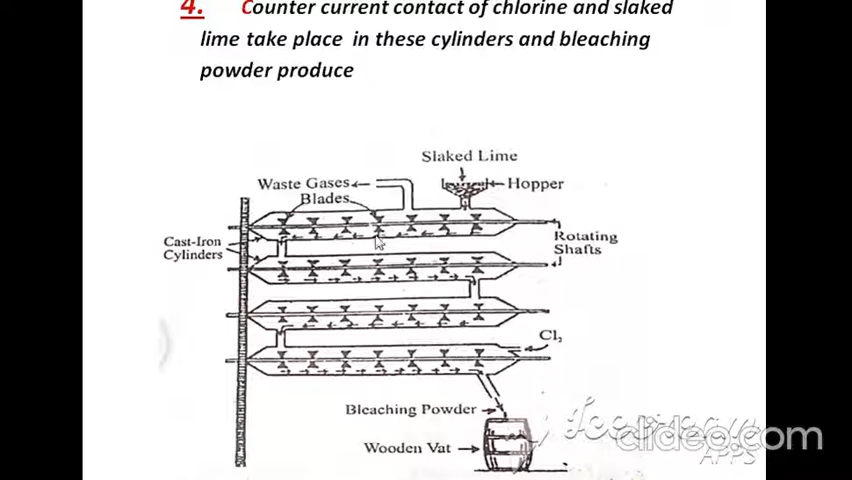 4. Counter current contact of chlorine and slaked
lime take place in these cylinders and bleaching
powder produce
Slaked Lime
Waste Gases
Hopper
Blades
Cast-Iron
Cylinders
Rotating
Shafts
Cl₂
Bleaching Powder
Wooden Vat
clideo.com
APPS